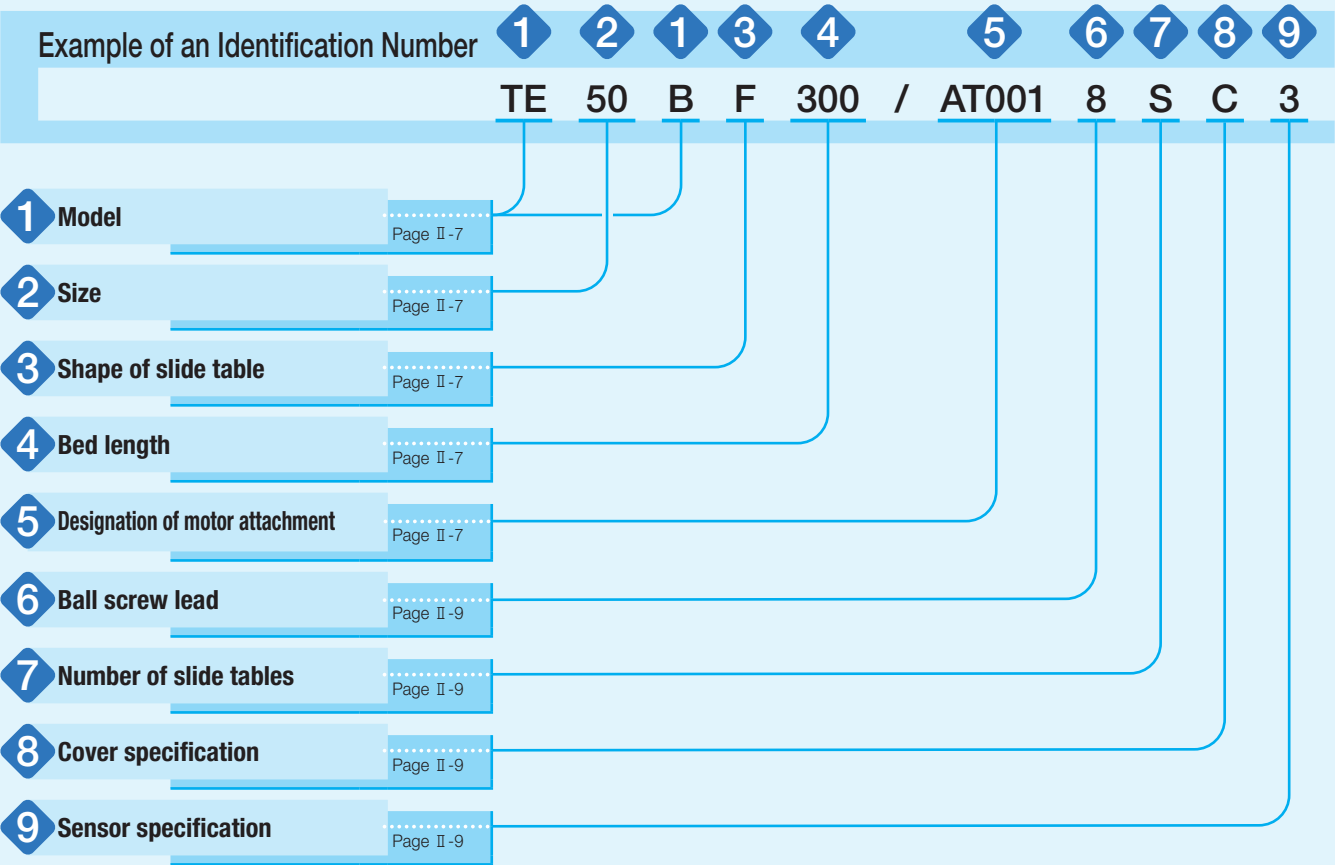 1 2 1 3 4 5 6 7 8 9
Example of an Identification Number
TE 50 B F 300 / AT001 8 S C 3
1 Model
Page Ⅱ-7
2 Size
Page Ⅱ-7
3 Shape of slide table
Page Ⅱ-7
4 Bed length
Page Ⅱ-7
5 Designation of motor attachment
Page Ⅱ-7
6 Ball screw lead
Page Ⅱ-9
7 Number of slide tables
Page Ⅱ-9
8 Cover specification
Page Ⅱ-9
9 Sensor specification
Page Ⅱ-9